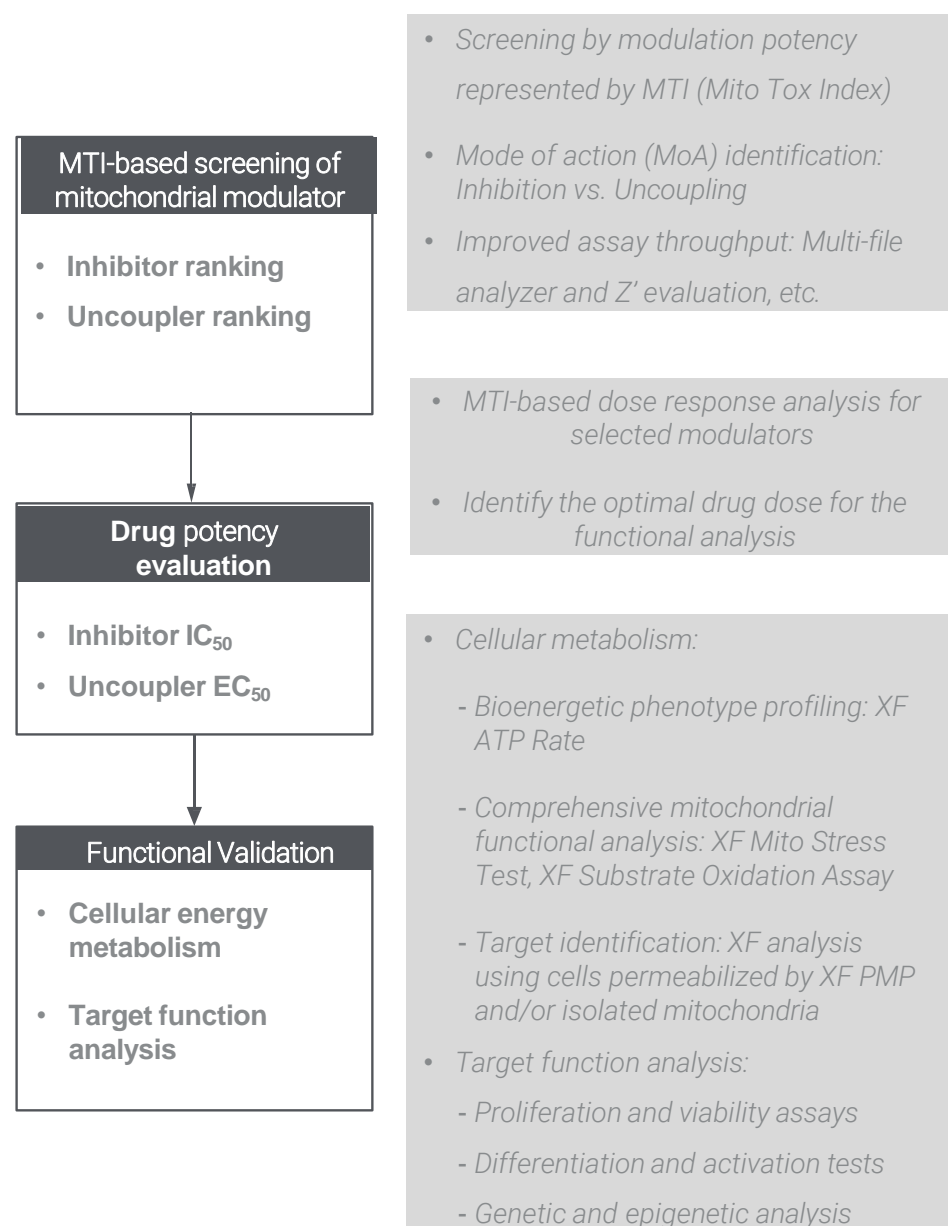 • Screening by modulation potency
represented by MTI (Mito Tox Index)
• Mode of action (MoA) identification:
Inhibition vs. Uncoupling
• Improved assay throughput: Multi-file
analyzer and Z’ evaluation, etc.
MTI-based screening of
mitochondrial modulator
• Inhibitor ranking
• Uncoupler ranking
• MTI-based dose response analysis for
selected modulators
• Identify the optimal drug dose for the
functional analysis
Drug potency
evaluation
• Inhibitor IC50
• Uncoupler EC50
• Cellular metabolism:
- Bioenergetic phenotype profiling: XF
ATP Rate
- Comprehensive mitochondrial
functional analysis: XF Mito Stress
Test, XF Substrate Oxidation Assay
- Target identification: XF analysis
using cells permeabilized by XF PMP
and/or isolated mitochondria
• Target function analysis:
- Proliferation and viability assays
- Differentiation and activation tests
- Genetic and epigenetic analysis
Functional Validation
• Cellular energy
metabolism
• Target function
analysis